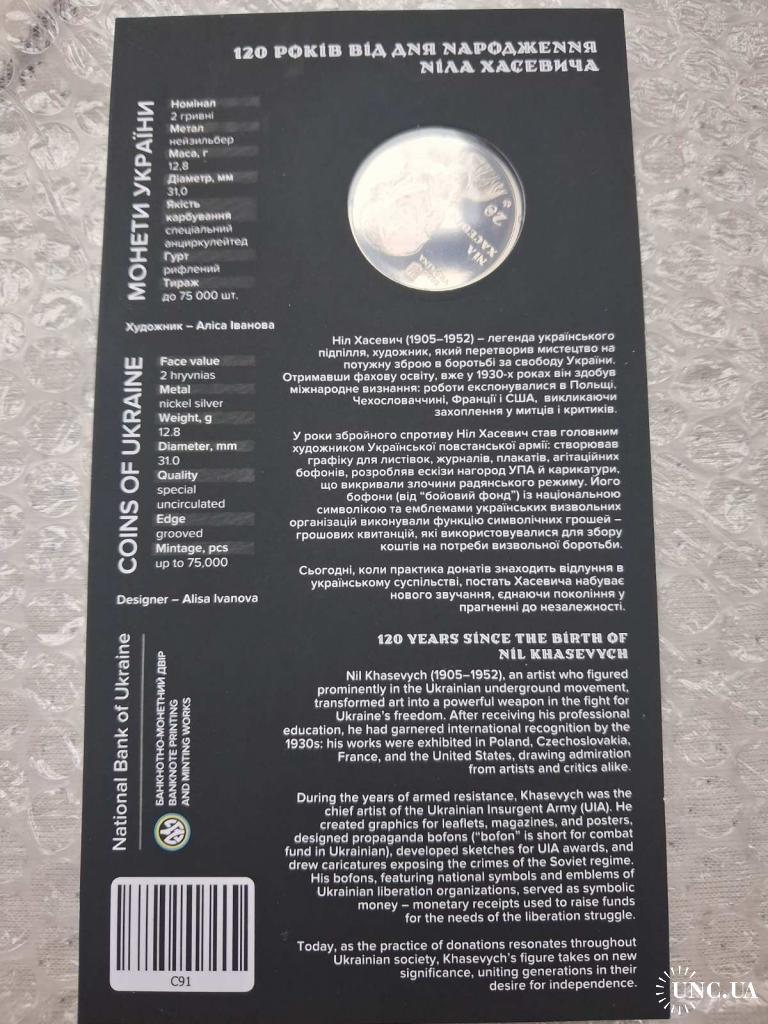 120 РОКІВ ВІД ДНЯ НАРОДЖЕННЯ
НІЛА ХАСЕВИЧА
МОНЕТИ УКРАЇНИ
Номінал
2 гривні
Метал
нейзильбер
Маса, г
12,8
Діаметр, мм
31,0
Якість
карбування
спеціальний
анциркулейтед
Гурт
рифлений
Тираж
до 75 000 шт.
Художник – Аліса Іванова
COINS OF UKRAINE
Face value
2 hryvnias
Metal
nickel silver
Weight, g
12.8
Diameter, mm
31.0
Quality
special
uncirculated
Edge
grooved
Mintage, pcs
up to 75,000
Designer – Alisa Ivanova
National Bank of Ukraine
БАНКНОТНО-МОНЕТНИЙ ДВІР
BANKNOTE PRINTING
AND MINTING WORKS
C91
НІЛ
ХАСЕВ
Ніл Хасевич (1905–1952) – легенда українського
підпілля, художник, який перетворив мистецтво на
потужну зброю в боротьбі за свободу України.
Отримавши фахову освіту, вже у 1930-х роках він здобув
міжнародне визнання: роботи експонувалися в Польщі,
Чехословаччині, Франції і США, викликаючи
захоплення у митців і критиків.
У роки збройного спротиву Ніл Хасевич став головним
художником Української повстанської армії: створював
графіку для листівок, журналів, плакатів, агітаційних
бофонів, розробляв ескізи нагород УПА й карикатури,
що викривали злочини радянського режиму. Його
бофони (від “бойовий фонд”) із національною
символікою та емблемами українських визвольних
організацій виконували функцію символічних грошей –
грошових квитанцій, які використовувалися для збору
коштів на потреби визвольної боротьби.
Сьогодні, коли практика донатів знаходить відлуння в
українському суспільстві, постать Хасевича набуває
нового звучання, єднаючи покоління у
прагненні до незалежності.
120 YEARS SINCE THE BIRTH OF
NIL KHASEVYCH
Nil Khasevych (1905–1952), an artist who figured
prominently in the Ukrainian underground movement,
transformed art into a powerful weapon in the fight for
Ukraine’s freedom. After receiving his professional
education, he had garnered international recognition by the
1930s: his works were exhibited in Poland, Czechoslovakia,
France, and the United States, drawing admiration
from artists and critics alike.
During the years of armed resistance, Khasevych was the
chief artist of the Ukrainian Insurgent Army (UIA). He
created graphics for leaflets, magazines, and posters,
designed propaganda bofons (“bofon” is short for combat
fund in Ukrainian), developed sketches for UIA awards, and
drew caricatures exposing the crimes of the Soviet regime.
His bofons, featuring national symbols and emblems of
Ukrainian liberation organizations, served as symbolic
money – monetary receipts used to raise funds
for the needs of the liberation struggle.
Today, as the practice of donations resonates throughout
Ukrainian society, Khasevych’s figure takes on new
significance, uniting generations in their
desire for independence.
UNC.UA